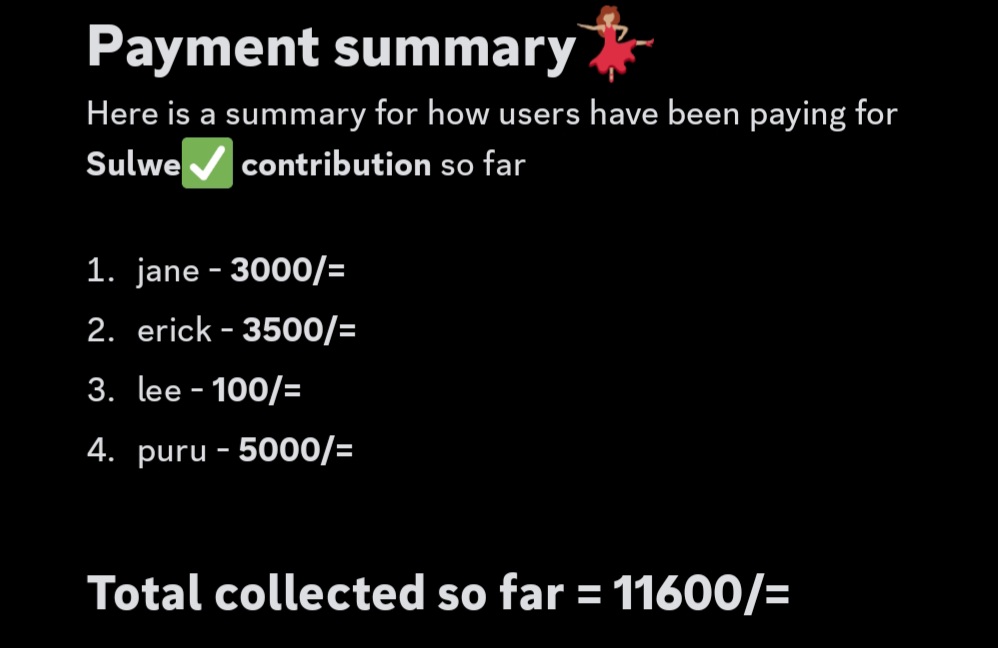 Payment summary💃
Here is a summary for how users have been paying for
Sulwe✅ contribution so far
1. jane - 3000/=
2. erick - 3500/=
3. lee - 100/=
4. puru - 5000/=
Total collected so far = 11600/=